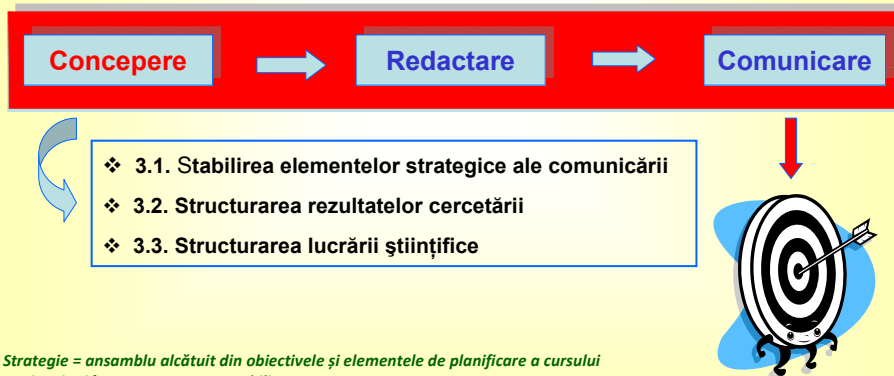 Concepere Redactare Comunicare
❖ 3.1. Stabilirea elementelor strategice ale comunicării
❖ 3.2. Structurarea rezultatelor cercetării
❖ 3.3. Structurarea lucrării ştiințifice
Strategie = ansamblu alcătuit din obiectivele și elementele de planificare a cursului